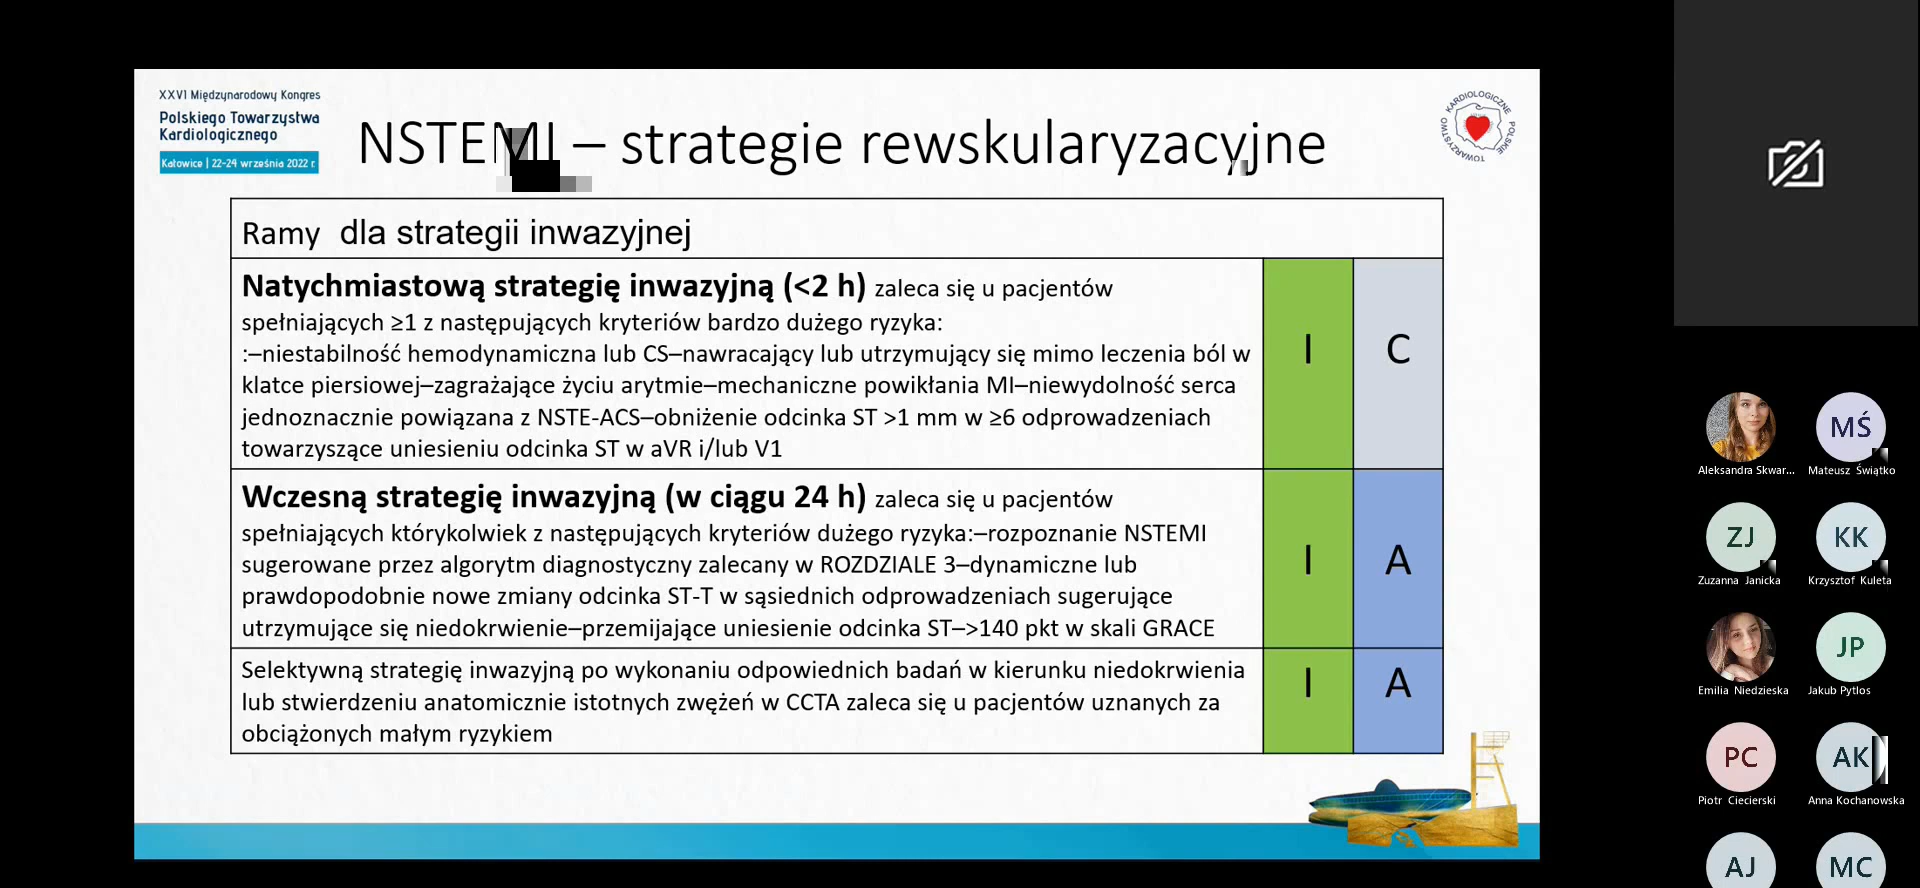 XXVI Międzynarodowy Kongres
Polskiego Towarzystwa
Kardiologicznego
Katowice | 22-24 września 2022 r.
NSTEMI – strategie rewskularyzacyjne
POLSKIE TOWARZYSTWO KARDIOLOGICZNE
Ramy dla strategii inwazyjnej
Natychmiastową strategię inwazyjną (<2 h) zaleca się u pacjentów
spełniających ≥1 z następujących kryteriów bardzo dużego ryzyka:
:–niestabilność hemodynamiczna lub CS–nawracający lub utrzymujący się mimo leczenia ból w
klatce piersiowej–zagrażające życiu arytmie–mechaniczne powikłania MI–niewydolność serca
jednoznacznie powiązana z NSTE-ACS–obniżenie odcinka ST >1 mm w ≥6 odprowadzeniach
towarzyszące uniesieniu odcinka ST w aVR i/lub V1
I
C
Wczesną strategię inwazyjną (w ciągu 24 h) zaleca się u pacjentów
spełniających którykolwiek z następujących kryteriów dużego ryzyka:–rozpoznanie NSTEMI
sugerowane przez algorytm diagnostyczny zalecany w ROZDZIALE 3–dynamiczne lub
prawdopodobnie nowe zmiany odcinka ST-T w sąsiednich odprowadzeniach sugerujące
utrzymujące się niedokrwienie–przemijające uniesienie odcinka ST–>140 pkt w skali GRACE
I
A
Selektywną strategię inwazyjną po wykonaniu odpowiednich badań w kierunku niedokrwienia
lub stwierdzeniu anatomicznie istotnych zwężeń w CCTA zaleca się u pacjentów uznanych za
obciążonych małym ryzykiem
I
A
Aleksandra Skwar...
MŚ
Mateusz Świątko
ZJ
Zuzanna Janicka
KK
Krzysztof Kuleta
Emilia Niedzieska
JP
Jakub Pytlos
PC
Piotr Ciecierski
AK
Anna Kochanowska
AJ
MC